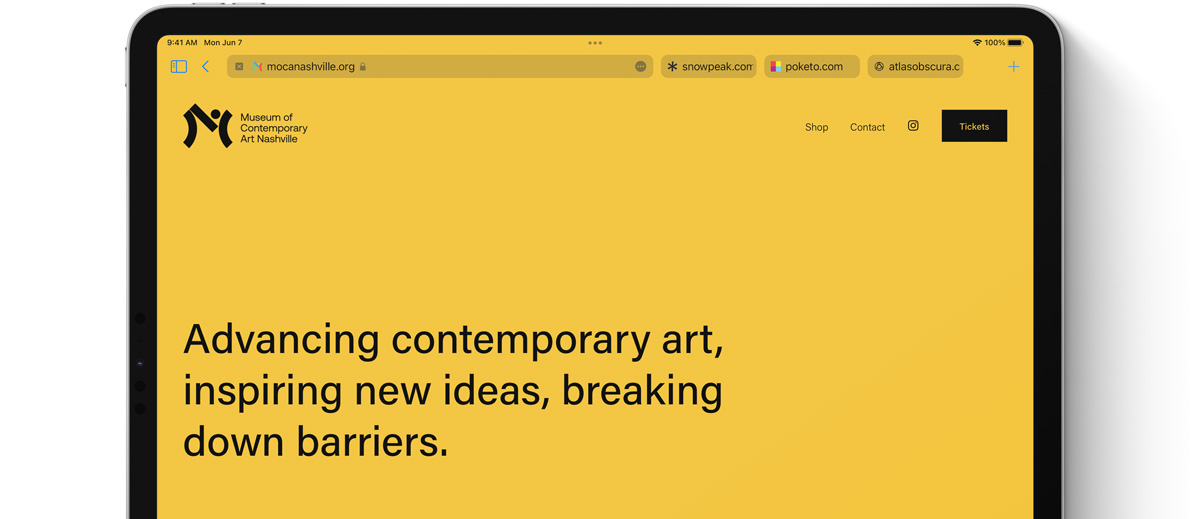 9:41 AM Mon Jun 7 100%
mocanashville.org snowpeak.com poketo.com atlasobscura.c
Museum of
Contemporary
Art Nashville
Shop Contact Tickets
Advancing contemporary art,
inspiring new ideas, breaking
down barriers.